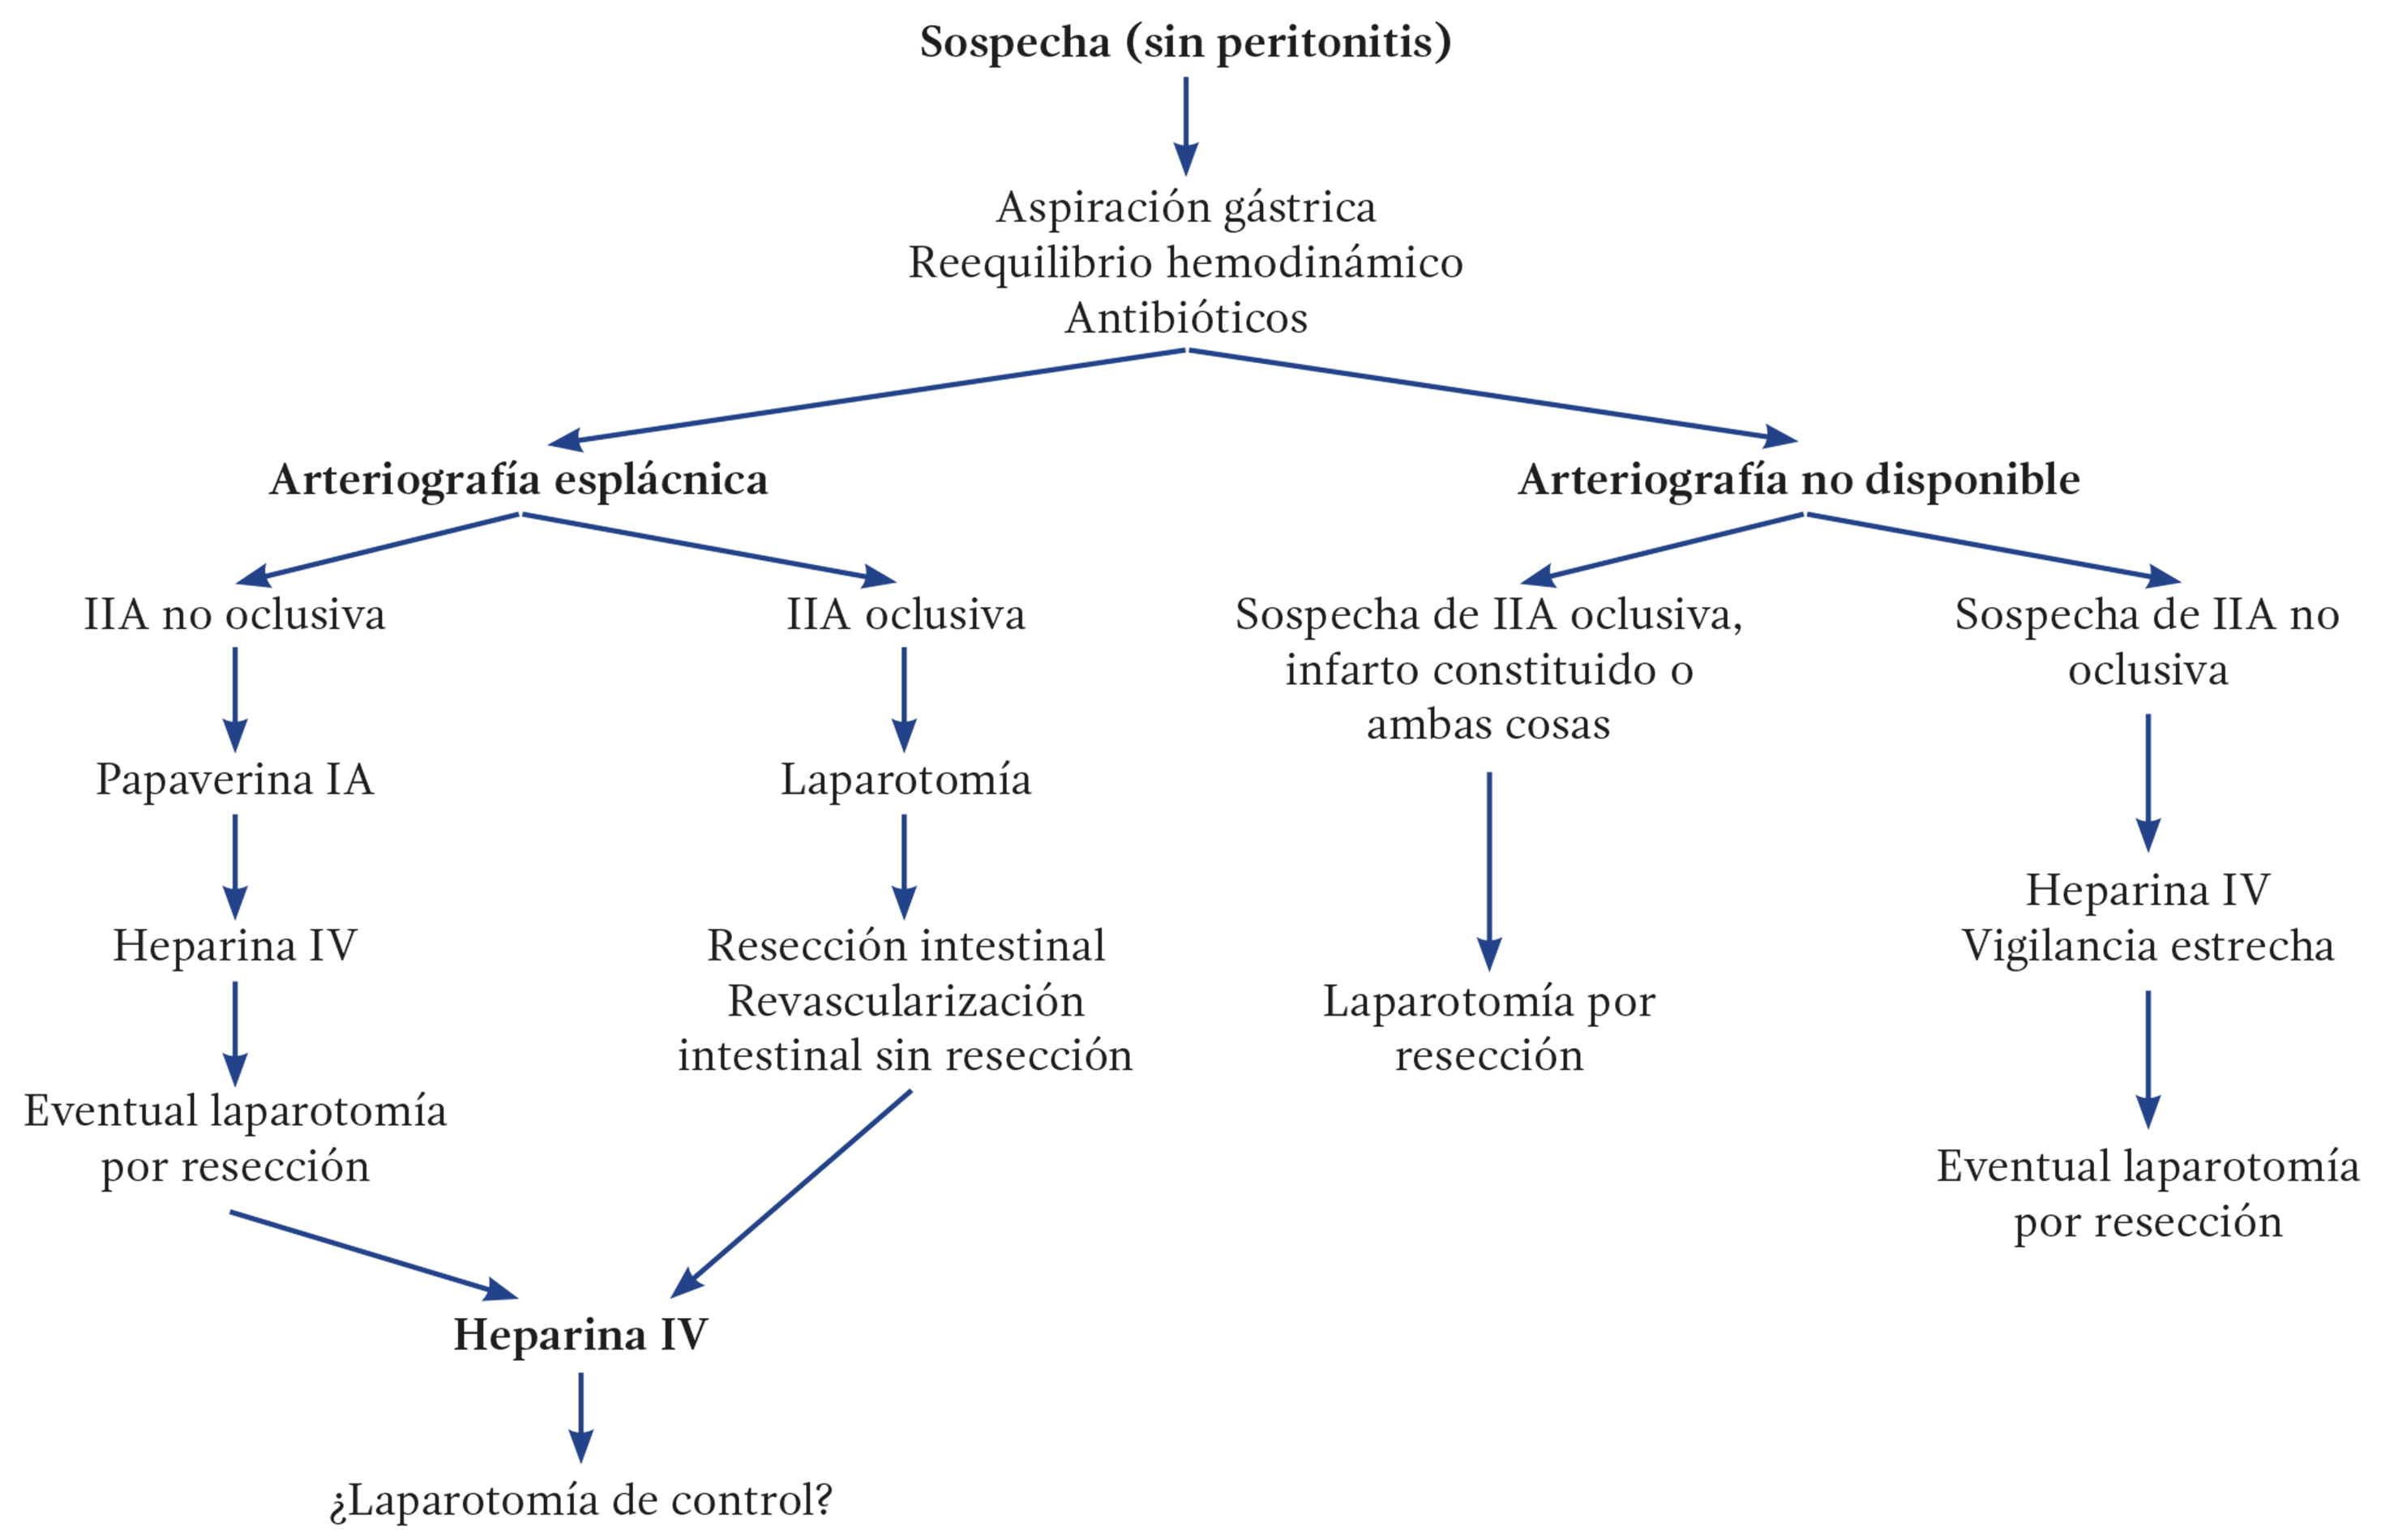 Sospecha (sin peritonitis)
Aspiración gástrica
Reequilibrio hemodinámico
Antibióticos
Arteriografía esplácnica
Arteriografía no disponible
IIA no oclusiva
Papaverina IA
Heparina IV
Eventual laparotomía
por resección
IIA oclusiva
Laparotomía
Resección intestinal
Revascularización
intestinal sin resección
Heparina IV
¿Laparotomía de control?
Sospecha de IIA oclusiva,
infarto constituido o
ambas cosas
Laparotomía por
resección
Sospecha de IIA no
oclusiva
Heparina IV
Vigilancia estrecha
Eventual laparotomía
por resección